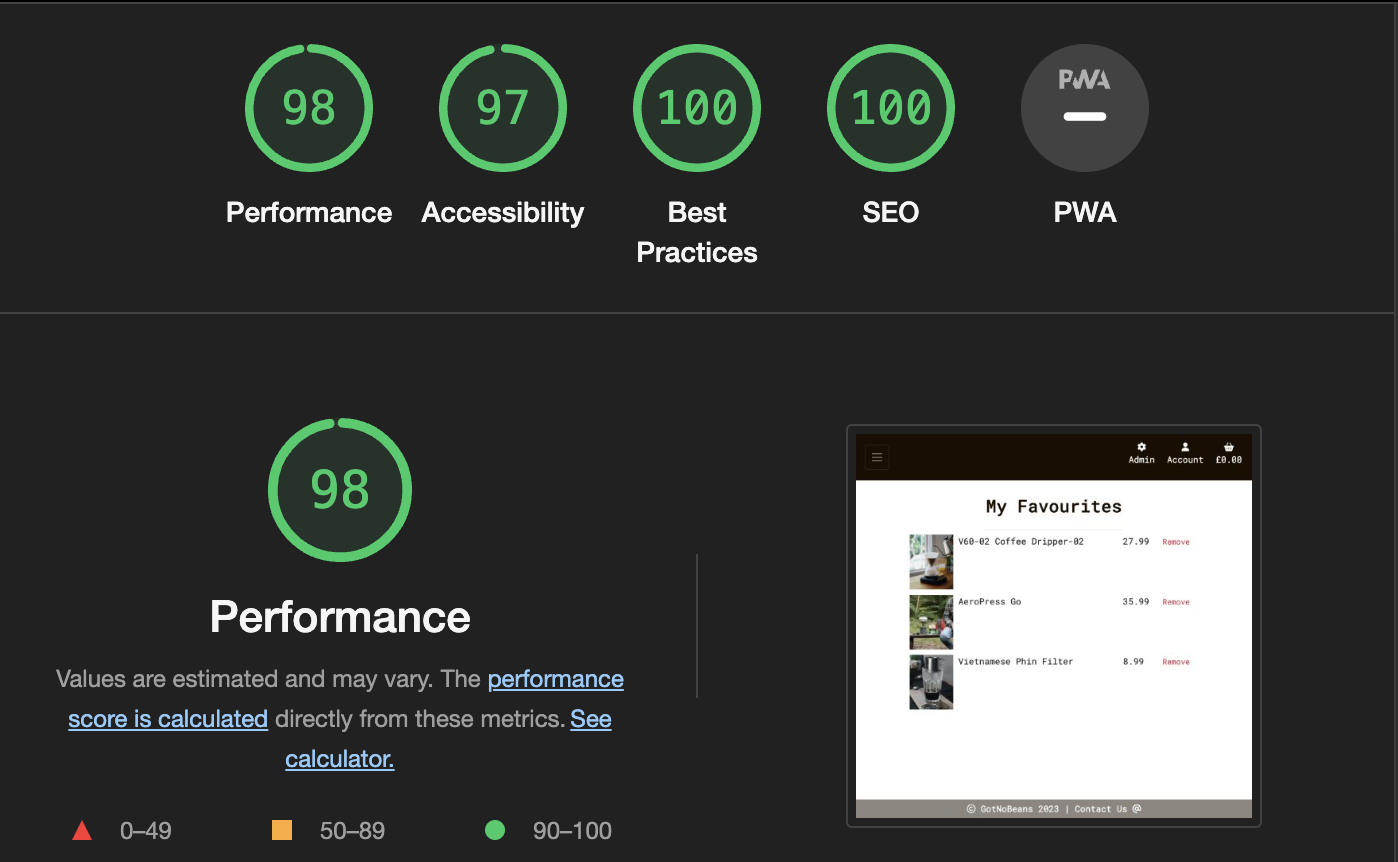 98
97
100
100
PWA
Performance
Accessibility
Best
Practices
SEO
PWA
98
Performance
Values are estimated and may vary. The performance
score is calculated directly from these metrics. See
calculator.
0–49
50–89
90–100
Admin
Account
£0.00
My Favourites
V60-02 Coffee Dripper-02 27.99 Remove
AeroPress Go 35.99 Remove
Vietnamese Phin Filter 8.99 Remove
© GotNoBeans 2023 | Contact Us @